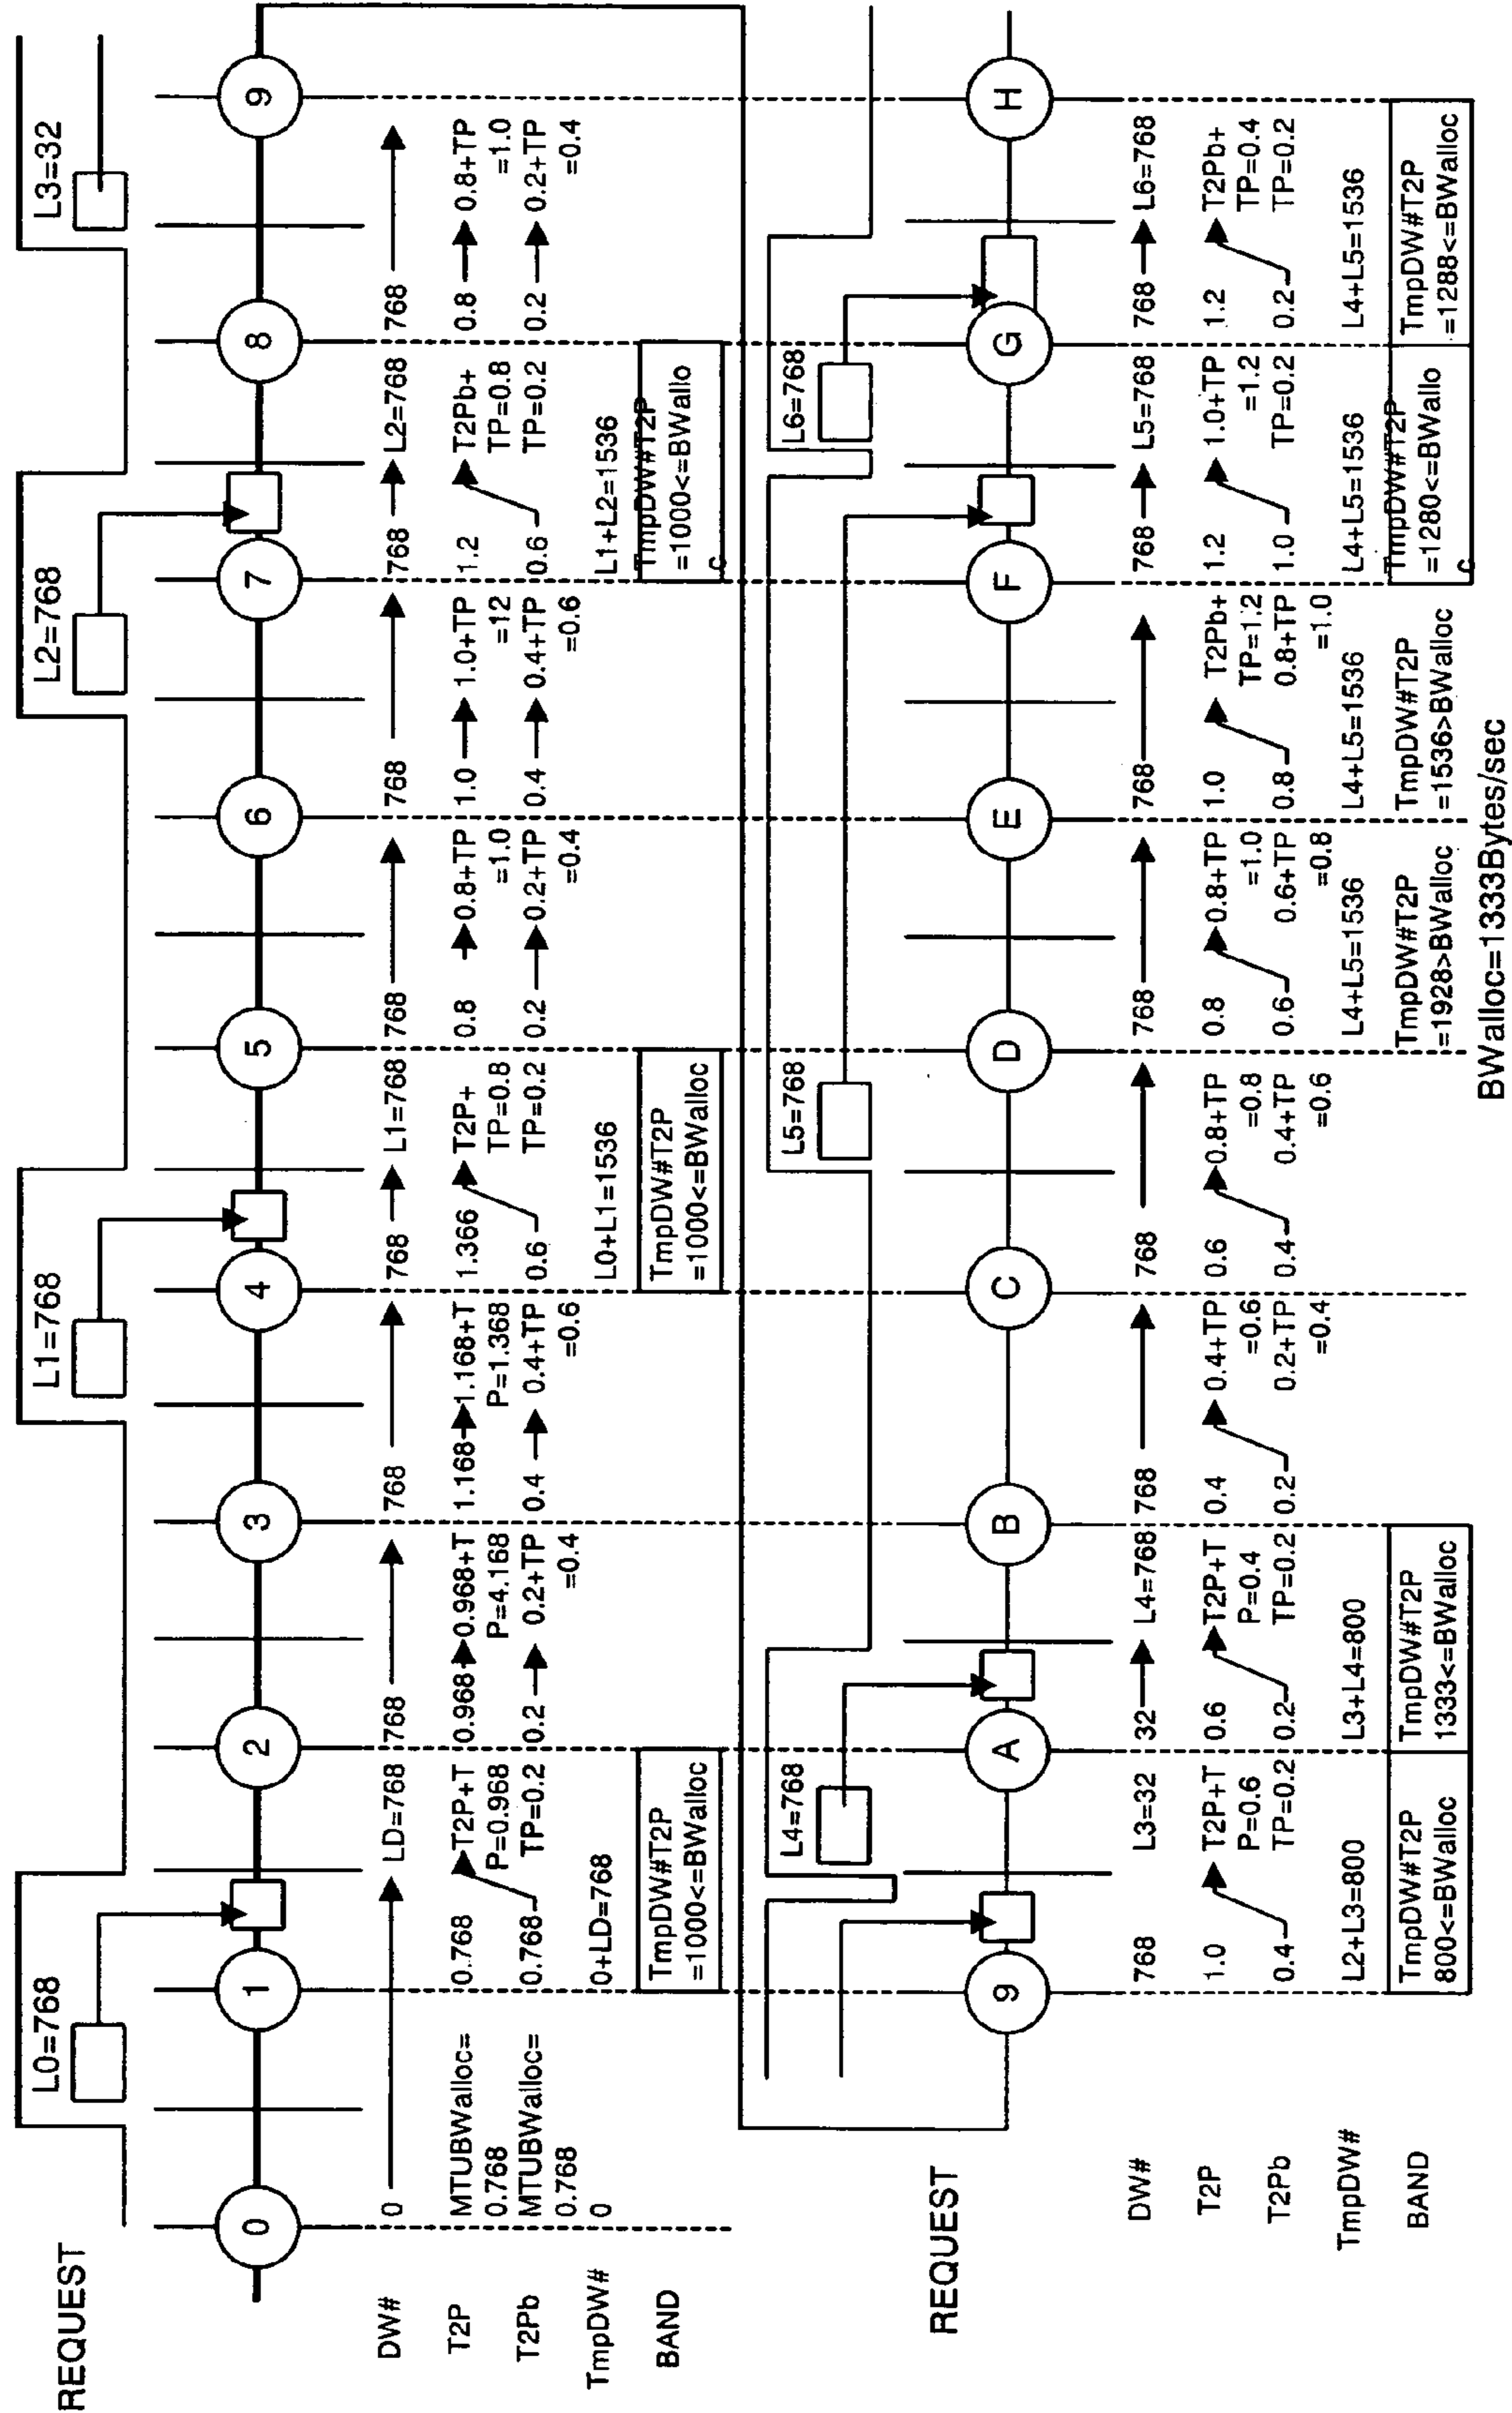 REQUEST
L0=768
L1=768
L2=768
L3=32
0
1
2
3
4
5
6
7
8
9
DW#
0
LD=768
768
768
768
L1=768
768
768
768
L2=768
768
T2P
MTUBWalloc=
0.768
0.768
T2P+T
P=0.968
0.968
0.968+T
P=4.168
1.168
1.168+T
P=1.368
1.366
T2P+
TP=0.8
0.8
0.8+TP
=1.0
1.0
1.0+TP
=12
1.2
T2Pb+
TP=0.8
0.8
0.8+TP
=1.0
T2Pb
MTUBWalloc=
0.768
0.768
TP=0.2
0.2
0.2+TP
=0.4
0.4
0.4+TP
=0.6
0.6
TP=0.2
0.2
0.2+TP
=0.4
0.4
0.4+TP
=0.6
0.6
TP=0.2
0.2
0.2+TP
=0.4
TmpDW#
0
0+LD=768
L0+L1=1536
L1+L2=1536
BAND
TmpDW#T2P
=1000<=BWalloc
TmpDW#T2P
=1000<=BWalloc
TmpDW#T2P
=1000<=BWallo
c
REQUEST
L4=768
L5=768
L6=768
9
A
B
C
D
E
F
G
H
DW#
768
L3=32
32
L4=768
768
768
768
768
768
L5=768
768
L6=768
T2P
1.0
T2P+T
P=0.6
0.6
T2P+T
P=0.4
0.4
0.4+TP
=0.6
0.6
0.8+TP
=0.8
0.8
0.8+TP
=1.0
1.0
T2Pb+
TP=1.2
1.2
1.0+TP
=1.2
1.2
T2Pb+
TP=0.4
T2Pb
0.4
TP=0.2
0.2
TP=0.2
0.2
0.2+TP
=0.4
0.4
0.4+TP
=0.6
0.6
0.6+TP
=0.8
0.8
0.8+TP
=1.0
1.0
TP=0.2
0.2
TP=0.2
TmpDW#
L2+L3=800
L3+L4=800
L4+L5=1536
L4+L5=1536
L4+L5=1536
L4+L5=1536
BAND
TmpDW#T2P
800<=BWalloc
TmpDW#T2P
1333<=BWalloc
TmpDW#T2P
=1928>BWalloc
TmpDW#T2P
=1536>BWalloc
TmpDW#T2P
=1280<=BWallo
c
TmpDW#T2P
=1288<=BWalloc
BWalloc=1333Bytes/sec